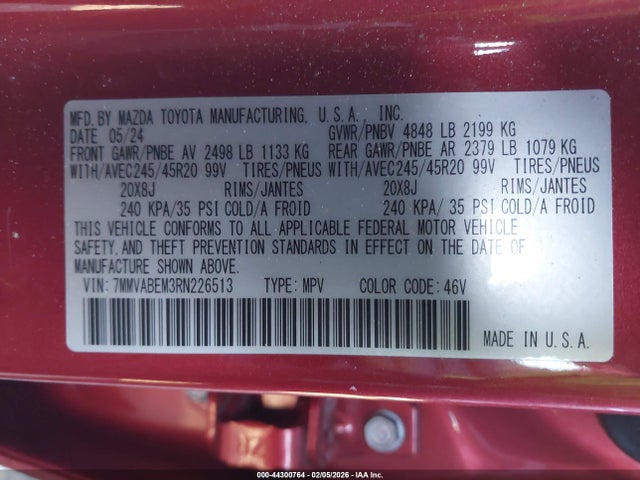 MFD. BY MAZDA TOYOTA MANUFACTURING, U.S.A., INC.
DATE 05/24 GVWR/PNBV 4848 LB 2199 KG
FRONT GAWR/PNBE AV 2498 LB 1133 KG REAR GAWR/PNBE AR 2379 LB 1079 KG
WITH/AVEC245/45R20 99V TIRES/PNEUS WITH/AVEC245/45R20 99V TIRES/PNEUS
20X8J RIMS/JANTES 20X8J RIMS/JANTES
240 KPA/35 PSI COLD/A FROID 240 KPA/ 35 PSI COLD/A FROID
THIS VEHICLE CONFORMS TO ALL APPLICABLE FEDERAL MOTOR VEHICLE
SAFETY, AND THEFT PREVENTION STANDARDS IN EFFECT ON THE DATE OF
MANUFACTURE SHOWN ABOVE.
VIN: 7MMVABEM3RN226513 TYPE: MPV COLOR CODE: 46V
MADE IN U.S.A.
000-44300764 | 02/05/2026 | IAA Inc.